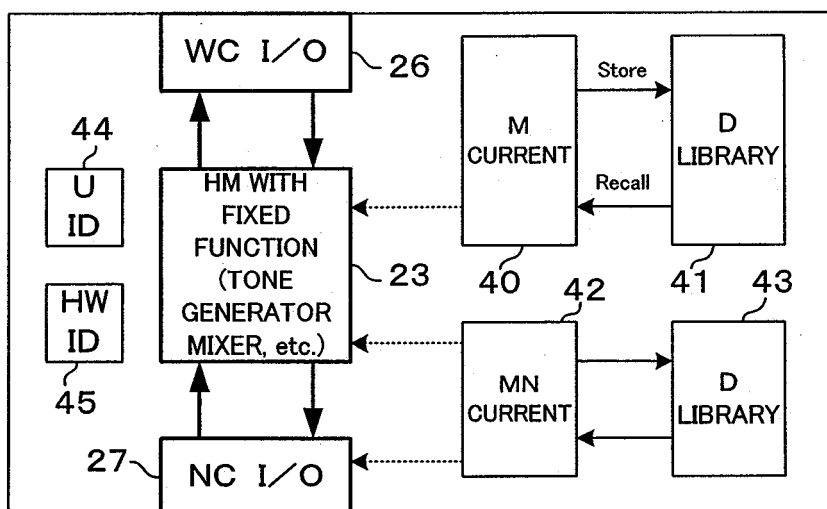 WC I/O
26
44
U
ID
HW
ID
45
HM WITH
FIXED
FUNCTION
(TONE
GENERATOR
MIXER, etc.)
23
27
NC I/O
M
CURRENT
40
Store
Recall
D
LIBRARY
41
42
MN
CURRENT
43
D
LIBRARY